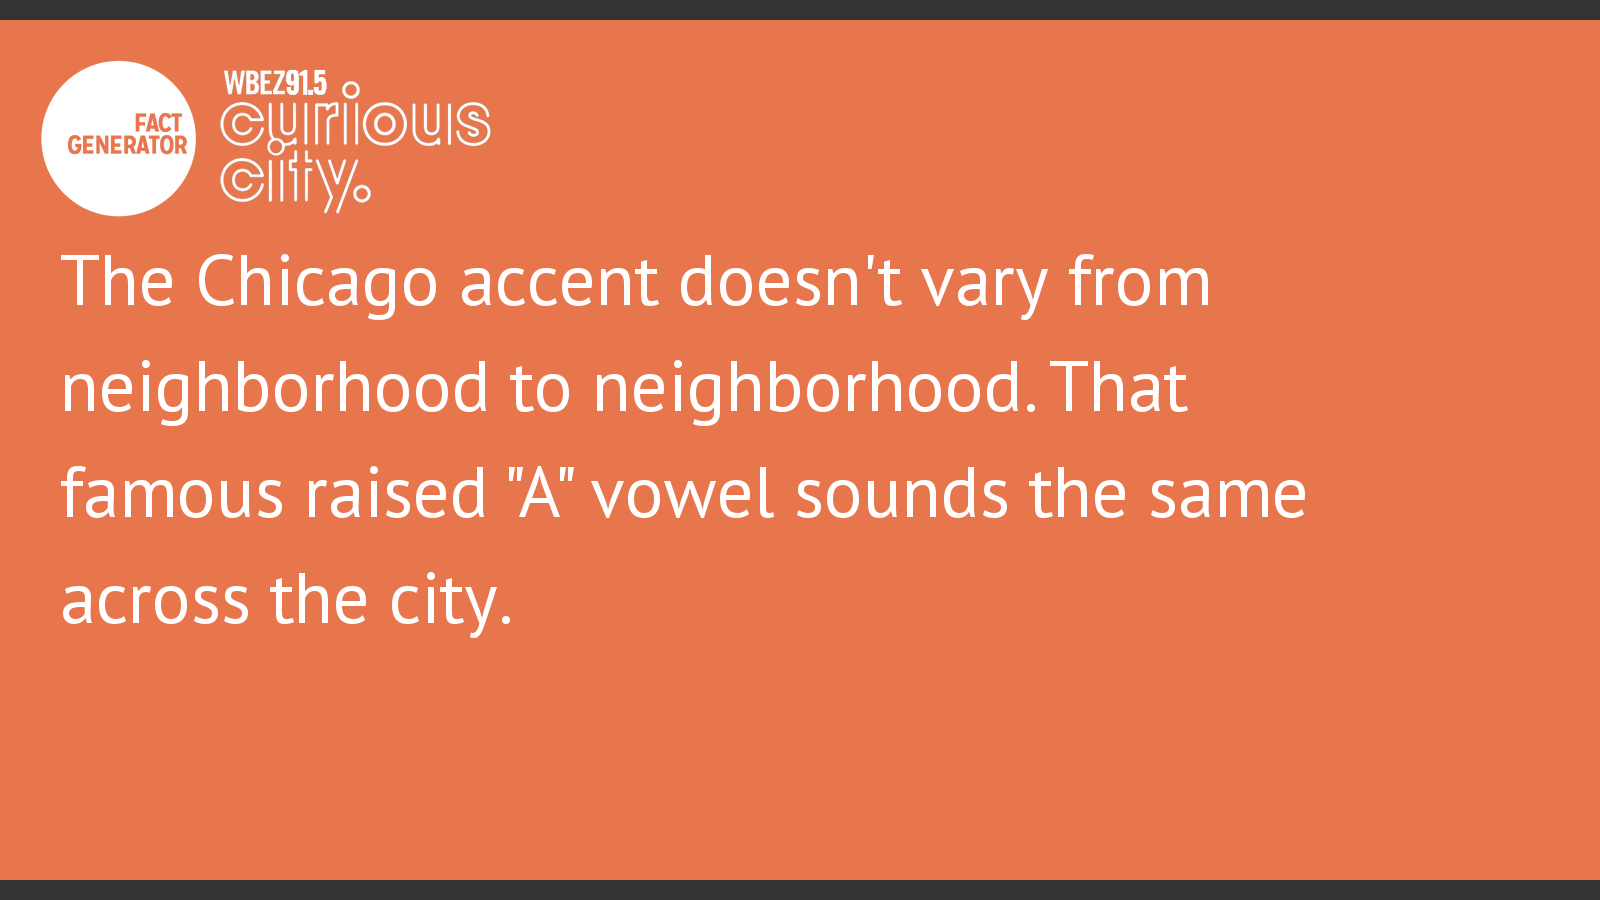 FACT
GENERATOR
WBEZ91.5
curious
city.
The Chicago accent doesn't vary from
neighborhood to neighborhood. That
famous raised "A" vowel sounds the same
across the city.